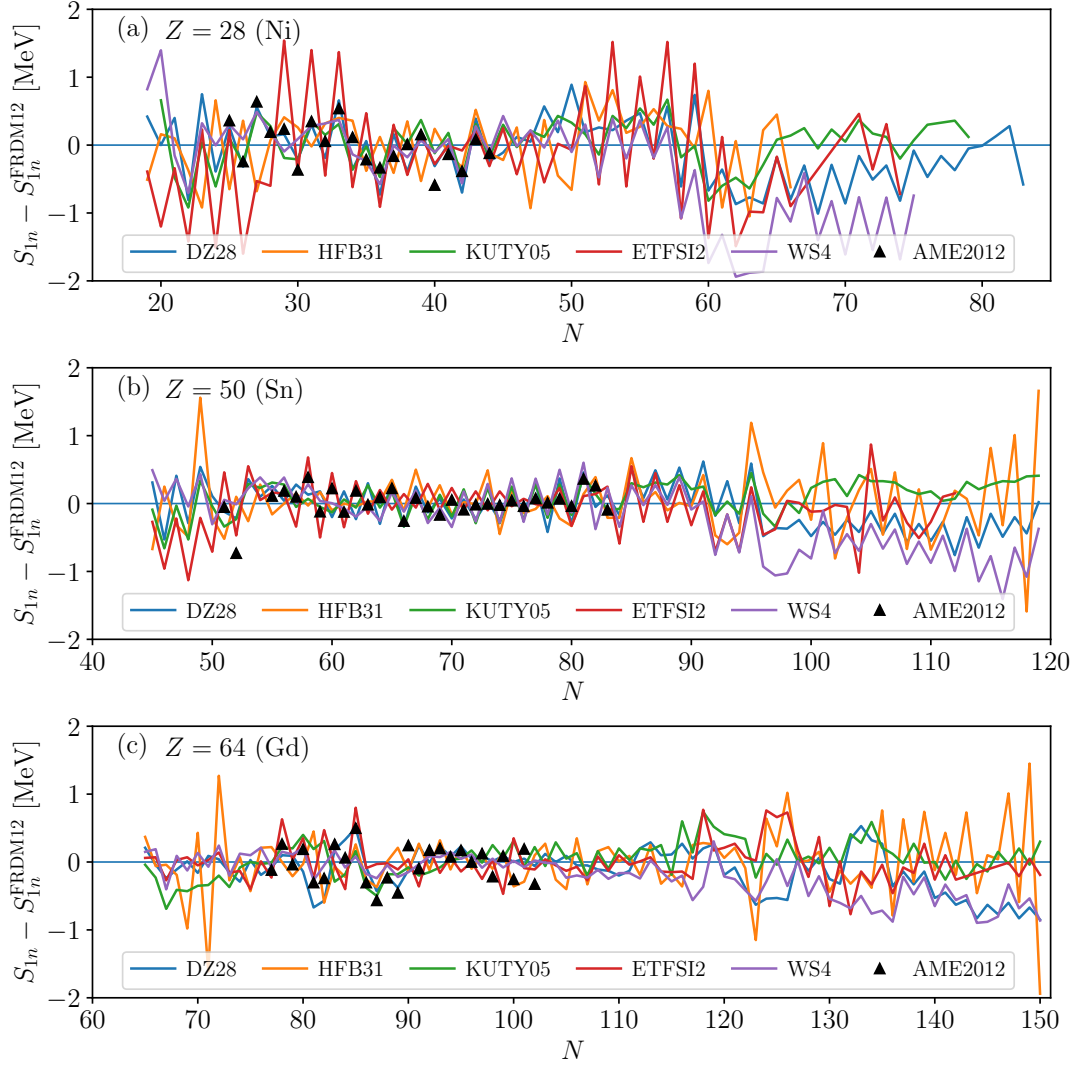 (a) Z = 28 (Ni)
S1n − S1n^FRDM12 [MeV]
2
1
0
−1
−2
DZ28 HFB31 KUTY05 ETFSI2 WS4 AME2012
20 30 40 50 60 70 80
N
(b) Z = 50 (Sn)
S1n − S1n^FRDM12 [MeV]
2
1
0
−1
−2
DZ28 HFB31 KUTY05 ETFSI2 WS4 AME2012
40 50 60 70 80 90 100 110 120
N
(c) Z = 64 (Gd)
S1n − S1n^FRDM12 [MeV]
2
1
0
−1
−2
DZ28 HFB31 KUTY05 ETFSI2 WS4 AME2012
60 70 80 90 100 110 120 130 140 150
N